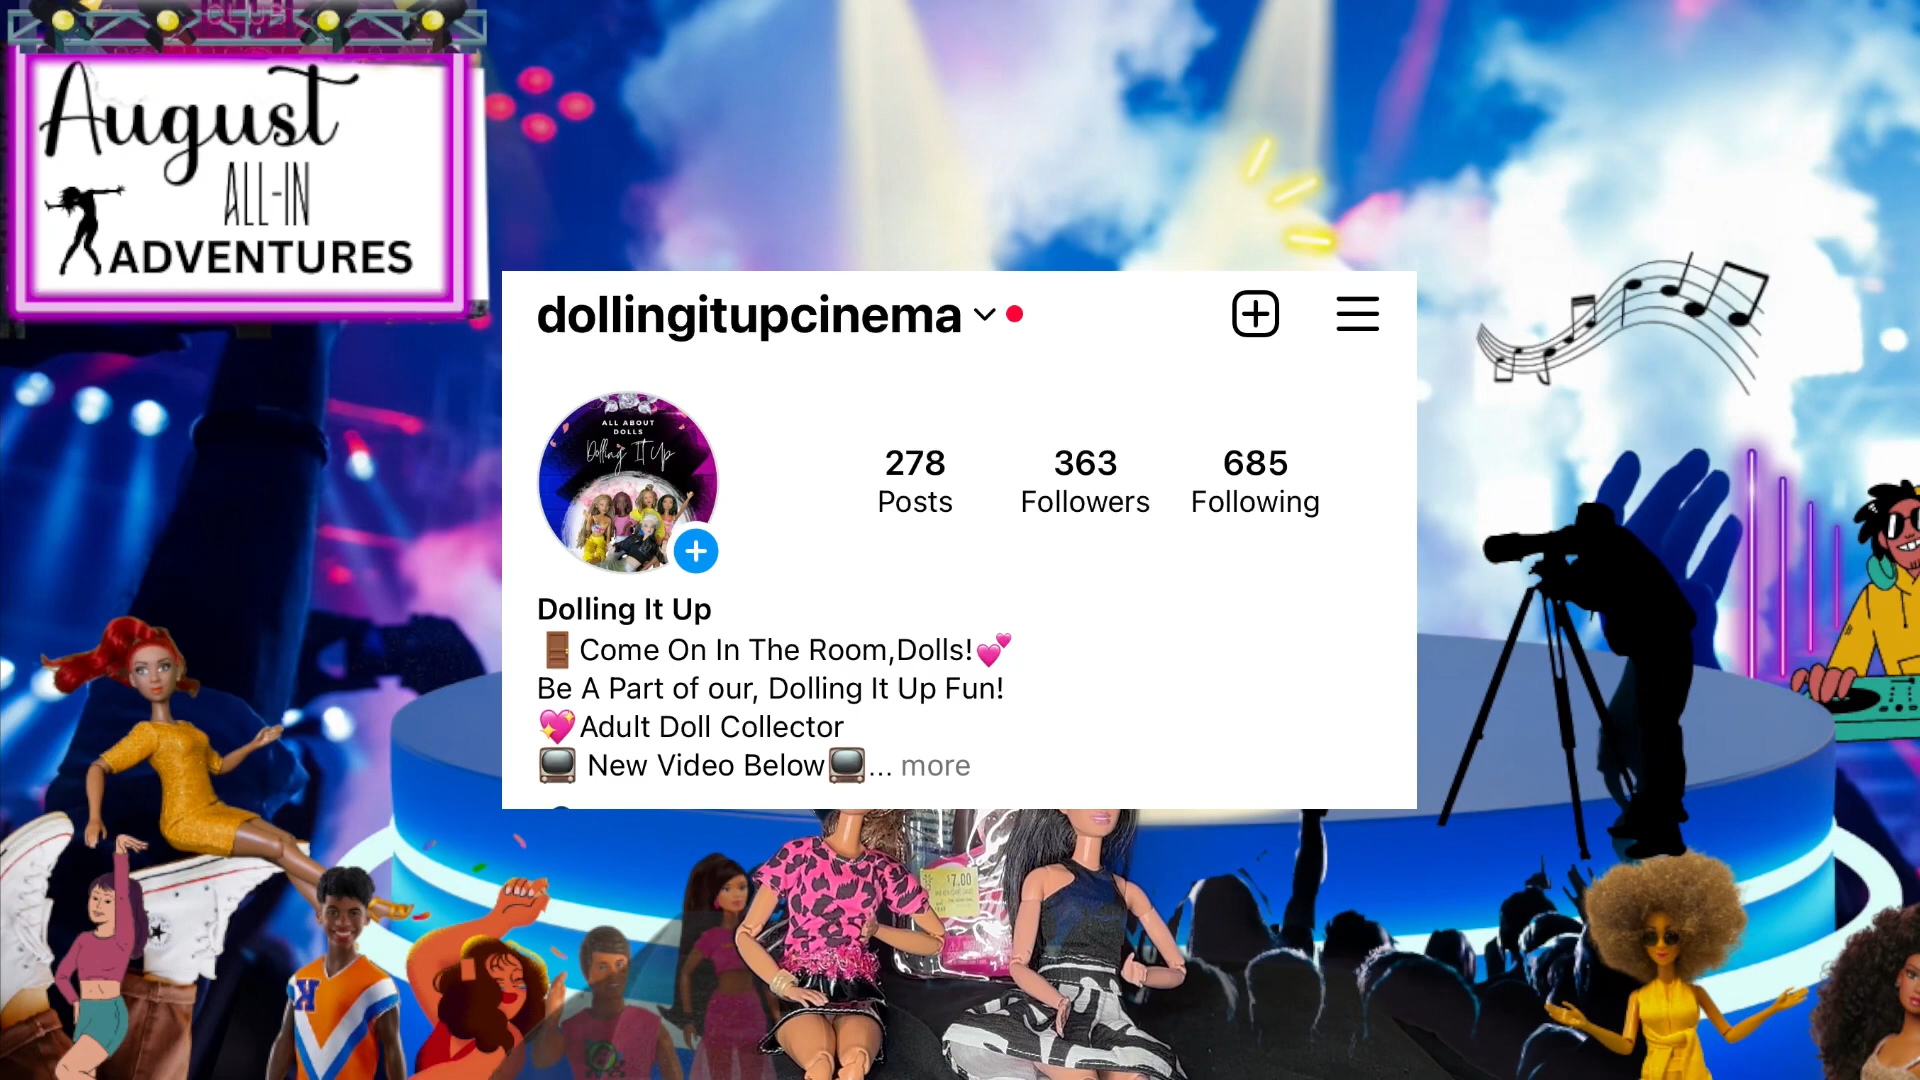 CLUB
August
ALL-IN
ADVENTURES
dollingitupcinema
ALL ABOUT
DOLLS
Dolling It Up
278 363 685
Posts Followers Following
Dolling It Up
🚪Come On In The Room,Dolls!💕
Be A Part of our, Dolling It Up Fun!
💖Adult Doll Collector
📺 New Video Below📺... more
$7.00